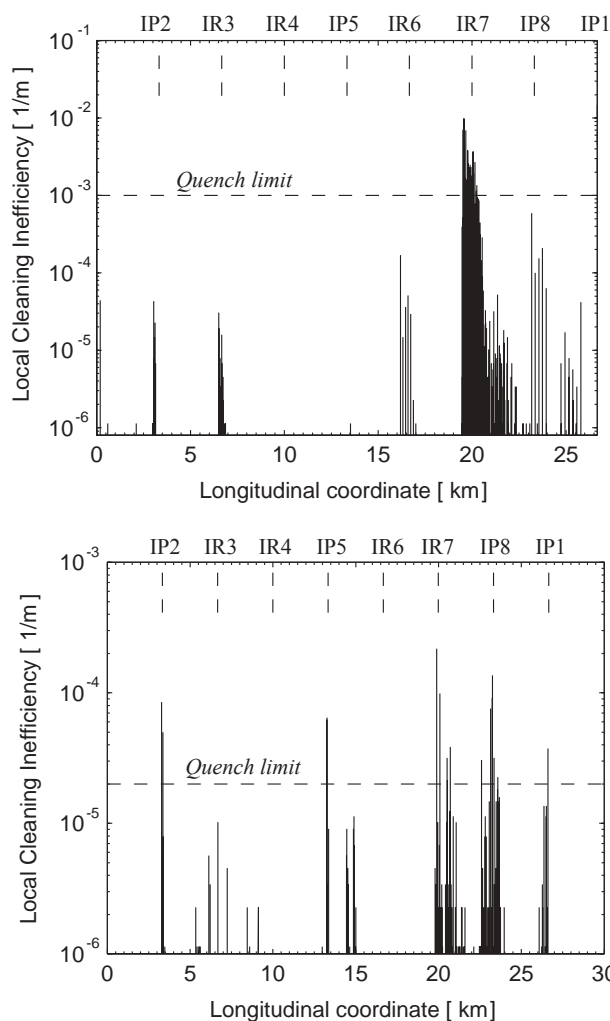 IP2 IR3 IR4 IP5 IR6 IR7 IP8 IP1
10⁻¹
10⁻²
Quench limit
10⁻³
10⁻⁴
10⁻⁵
10⁻⁶
Local Cleaning Inefficiency [ 1/m ]
0 5 10 15 20 25
Longitudinal coordinate [ km]
IP2 IR3 IR4 IP5 IR6 IR7 IP8 IP1
10⁻³
10⁻⁴
Quench limit
10⁻⁵
10⁻⁶
Local Cleaning Inefficiency [ 1/m ]
0 5 10 15 20 25 30
Longitudinal coordinate [ km]